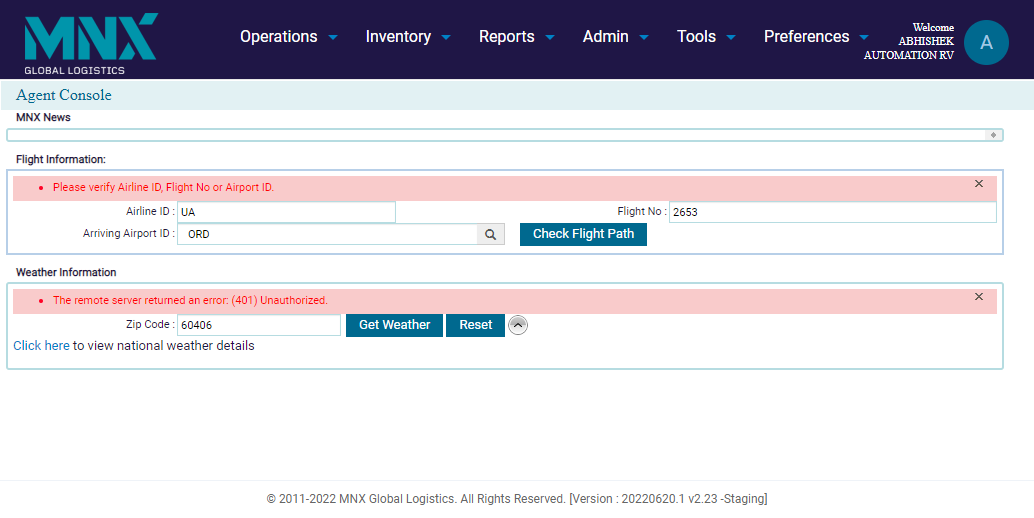 MNX
GLOBAL LOGISTICS
Operations Inventory Reports Admin Tools Preferences
Welcome
ABHISHEK
AUTOMATION RV
A
Agent Console
MNX News
Flight Information:
Please verify Airline ID, Flight No or Airport ID.
Airline ID : UA Flight No : 2653
Arriving Airport ID : ORD Check Flight Path
Weather Information
The remote server returned an error: (401) Unauthorized.
Zip Code : 60406 Get Weather Reset
Click here to view national weather details
© 2011-2022 MNX Global Logistics. All Rights Reserved. [Version : 20220620.1 v2.23 -Staging]